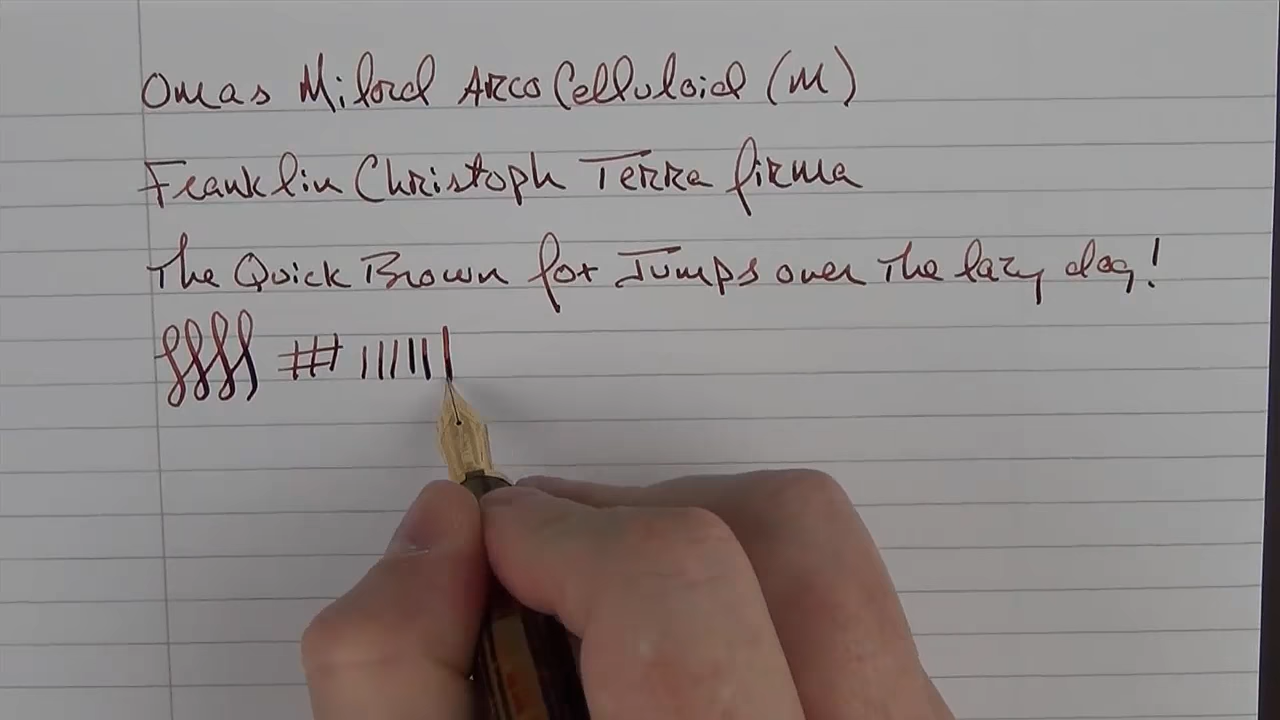 Omas Milord Arco Celluloid (M)
Franklin Christoph Terra firma
The Quick Brown fox Jumps over The lazy dog!